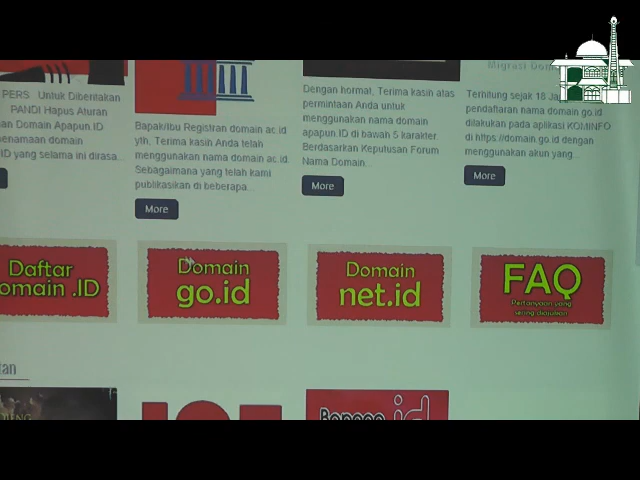 PERS Untuk Dibentakan
PANDI Hapus Aturan
an Domain Apapun.ID
enamaan domain
ID yang selama ini dirasa...
Bapak/Ibu Registran domain ac.id
yth, Terima kasih Anda telah
menggunakan nama domain ac.id.
Sebagaimana yang telah kami
publikasikan di beberapa...
More
Dengan hormat, Terima kasih atas
permintaan Anda untuk
menggunakan nama domain
apapun.ID di bawah 5 karakter.
Berdasarkan Keputusan Forum
Nama Domain...
More
Migrasi
Terhitung sejak 18
pendaftaran nama domain go.id
dilakukan pada aplikasi KOMINFO
di https://domain.go.id dengan
menggunakan akun yang...
More
Daftar
omain .ID
Domain
go.id
Domain
net.id
FAQ
Pertanyaan yang
sering diajukan
an
id